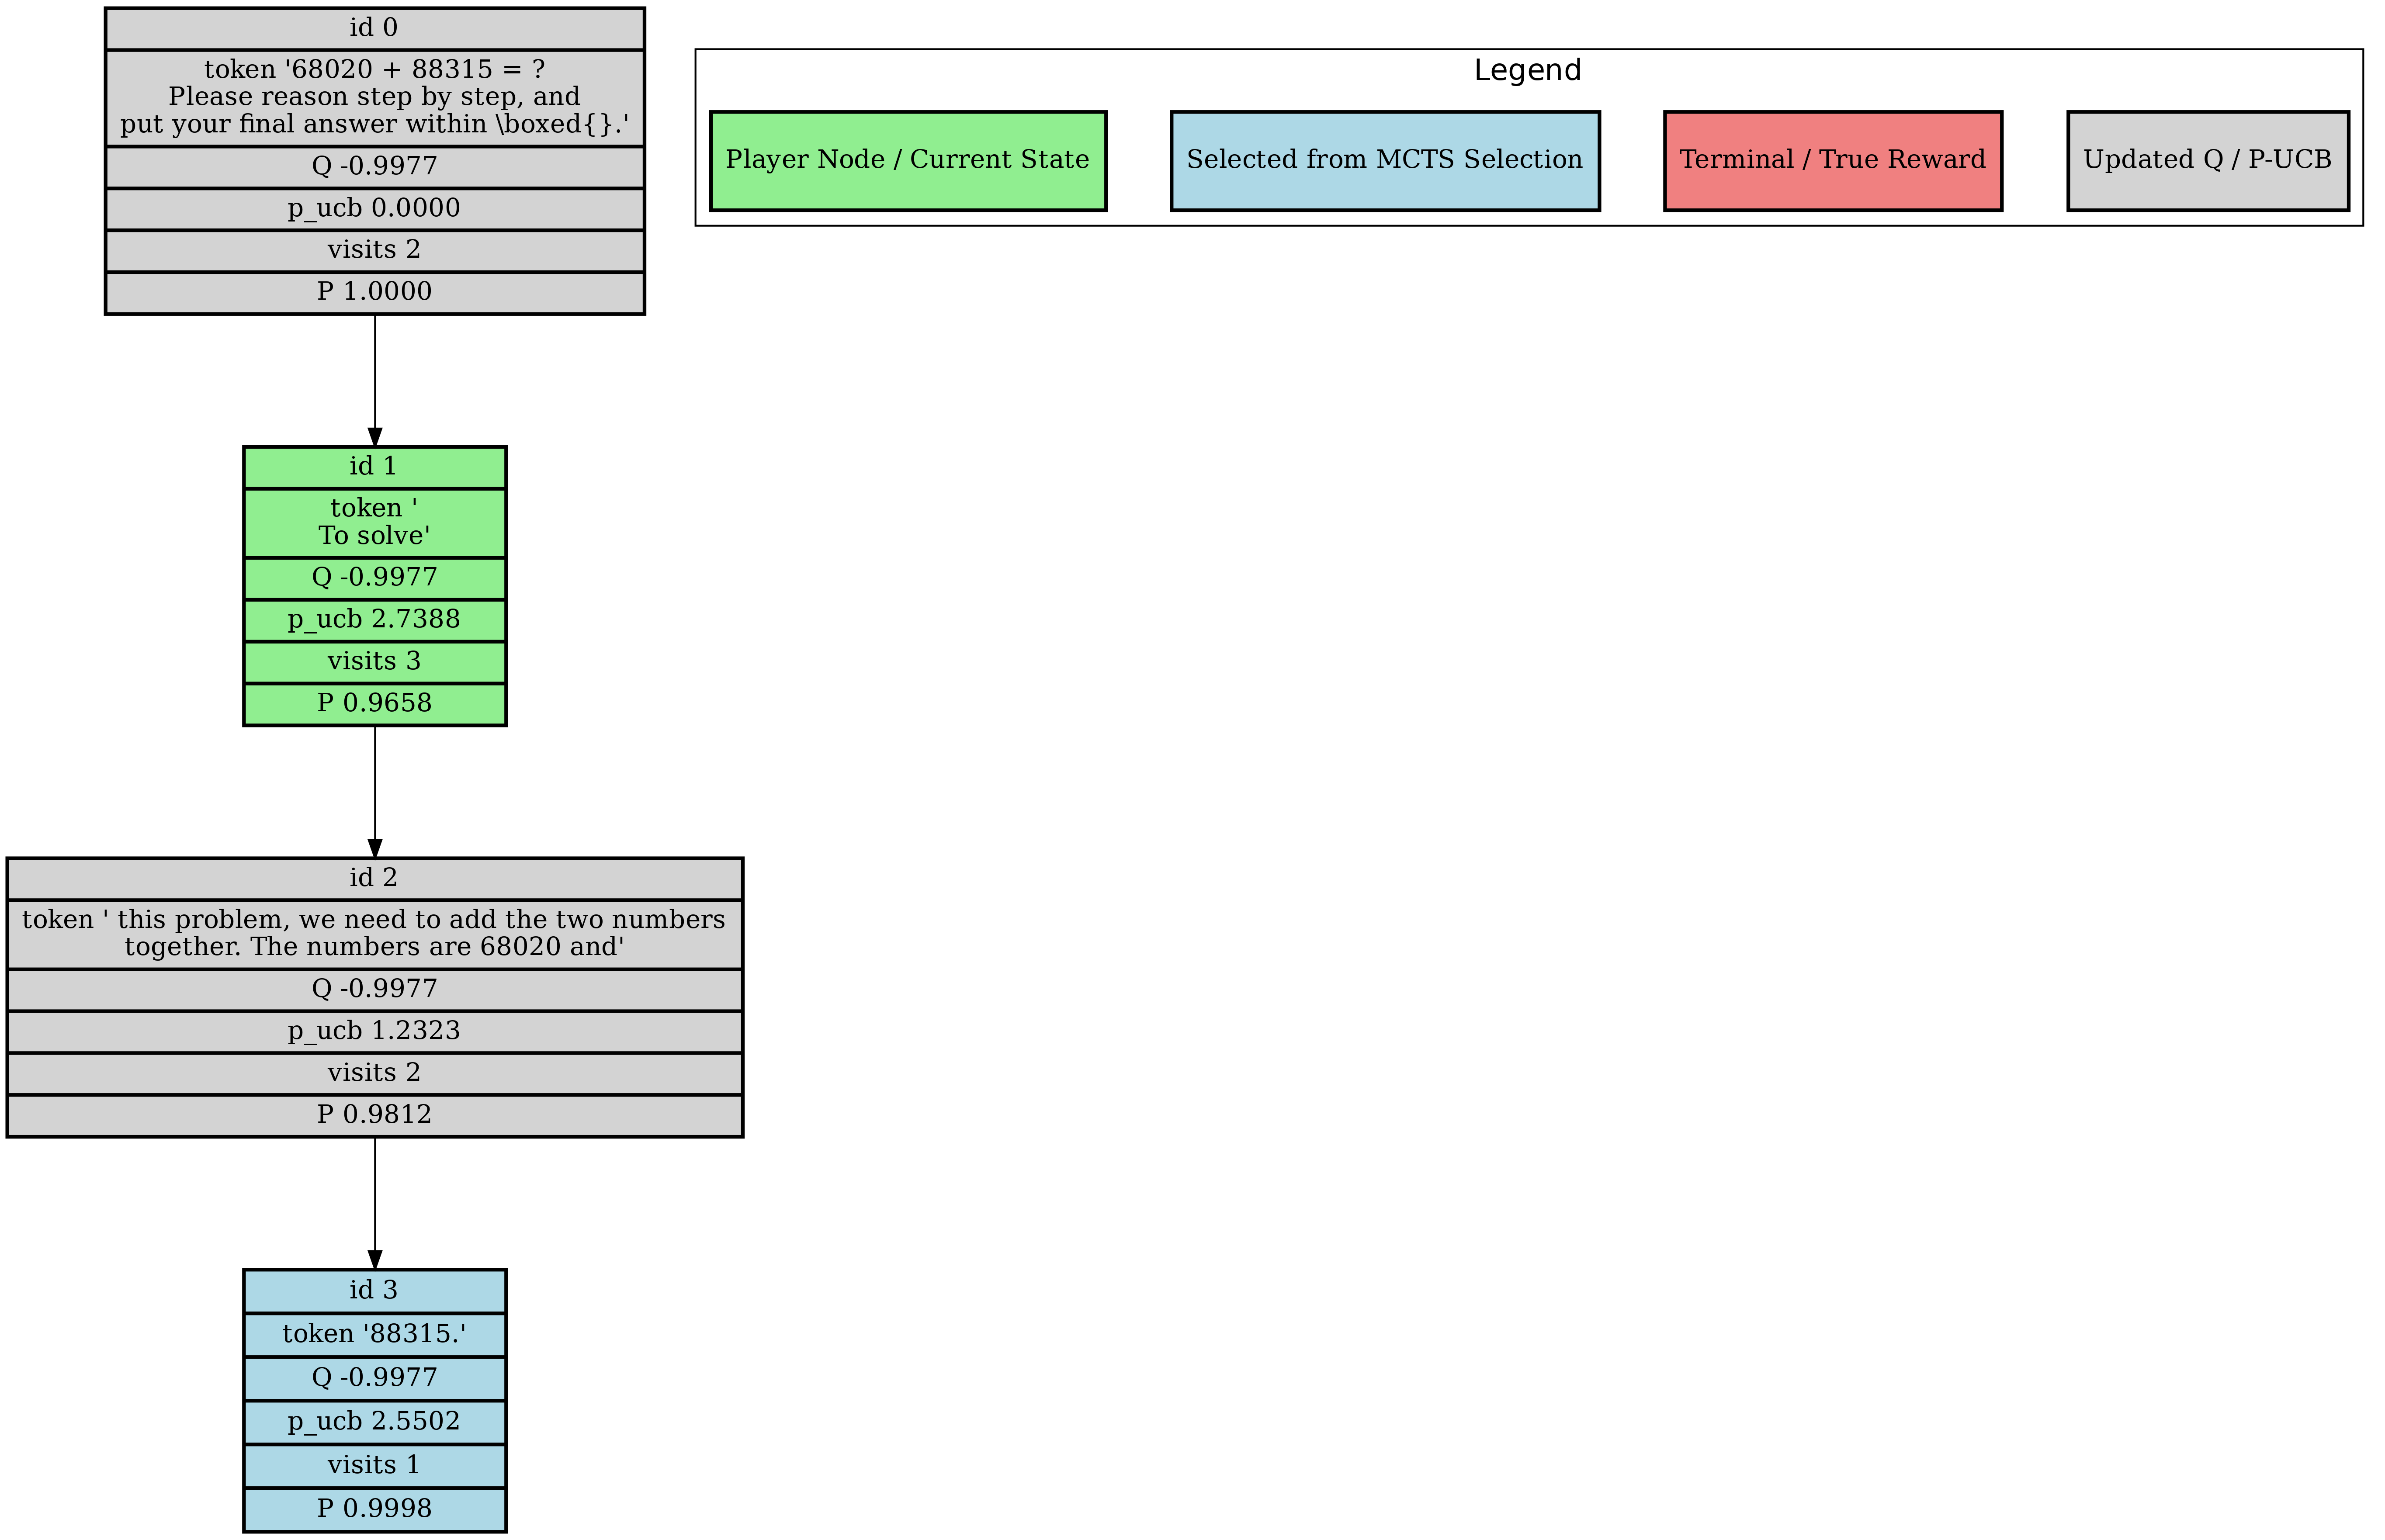 id 0
token '68020 + 88315 = ?
Please reason step by step, and
put your final answer within \boxed{}.'
Q -0.9977
p_ucb 0.0000
visits 2
P 1.0000
Legend
Player Node / Current State
Selected from MCTS Selection
Terminal / True Reward
Updated Q / P-UCB
id 1
token '
To solve'
Q -0.9977
p_ucb 2.7388
visits 3
P 0.9658
id 2
token ' this problem, we need to add the two numbers
together. The numbers are 68020 and'
Q -0.9977
p_ucb 1.2323
visits 2
P 0.9812
id 3
token '88315.'
Q -0.9977
p_ucb 2.5502
visits 1
P 0.9998